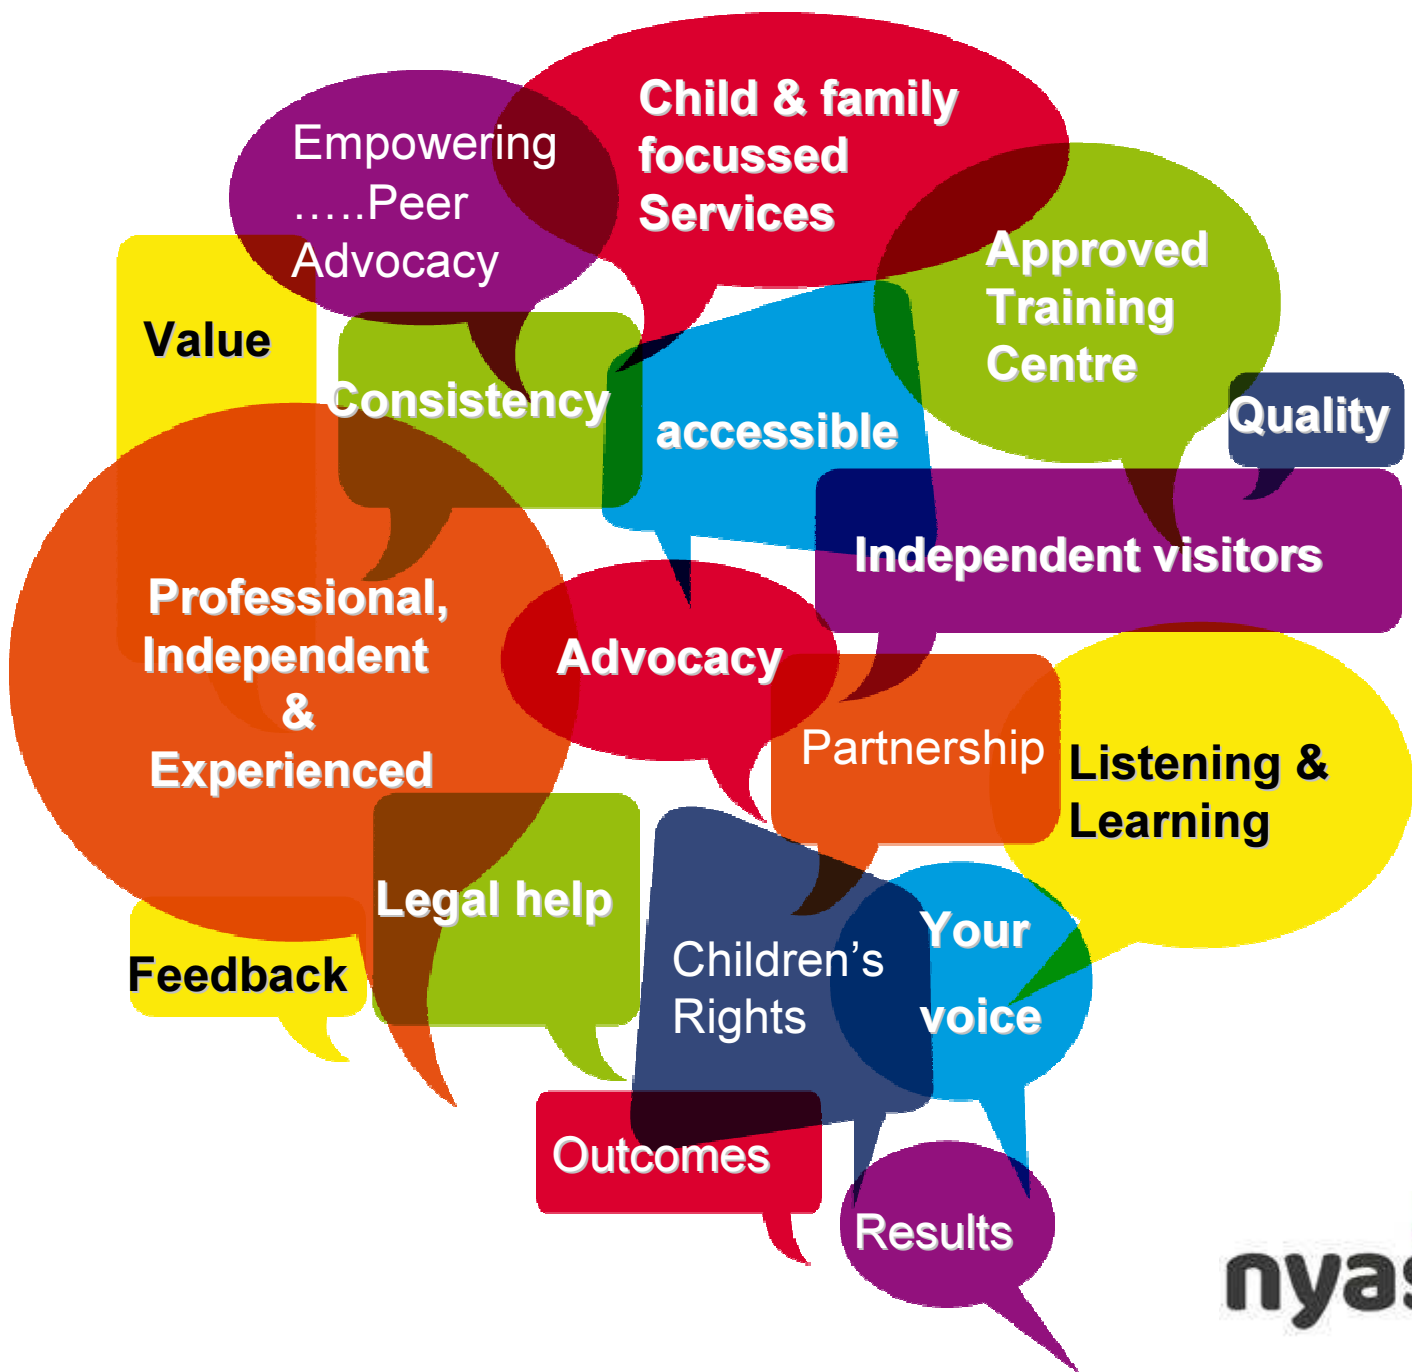 Child & family
focussed
Services
Empowering
…..Peer
Advocacy
Approved
Training
Centre
Value
Consistency
accessible
Quality
Independent visitors
Professional,
Independent
&
Experienced
Advocacy
Partnership
Listening &
Learning
Legal help
Your
voice
Children’s
Rights
Feedback
Outcomes
Results
nyas